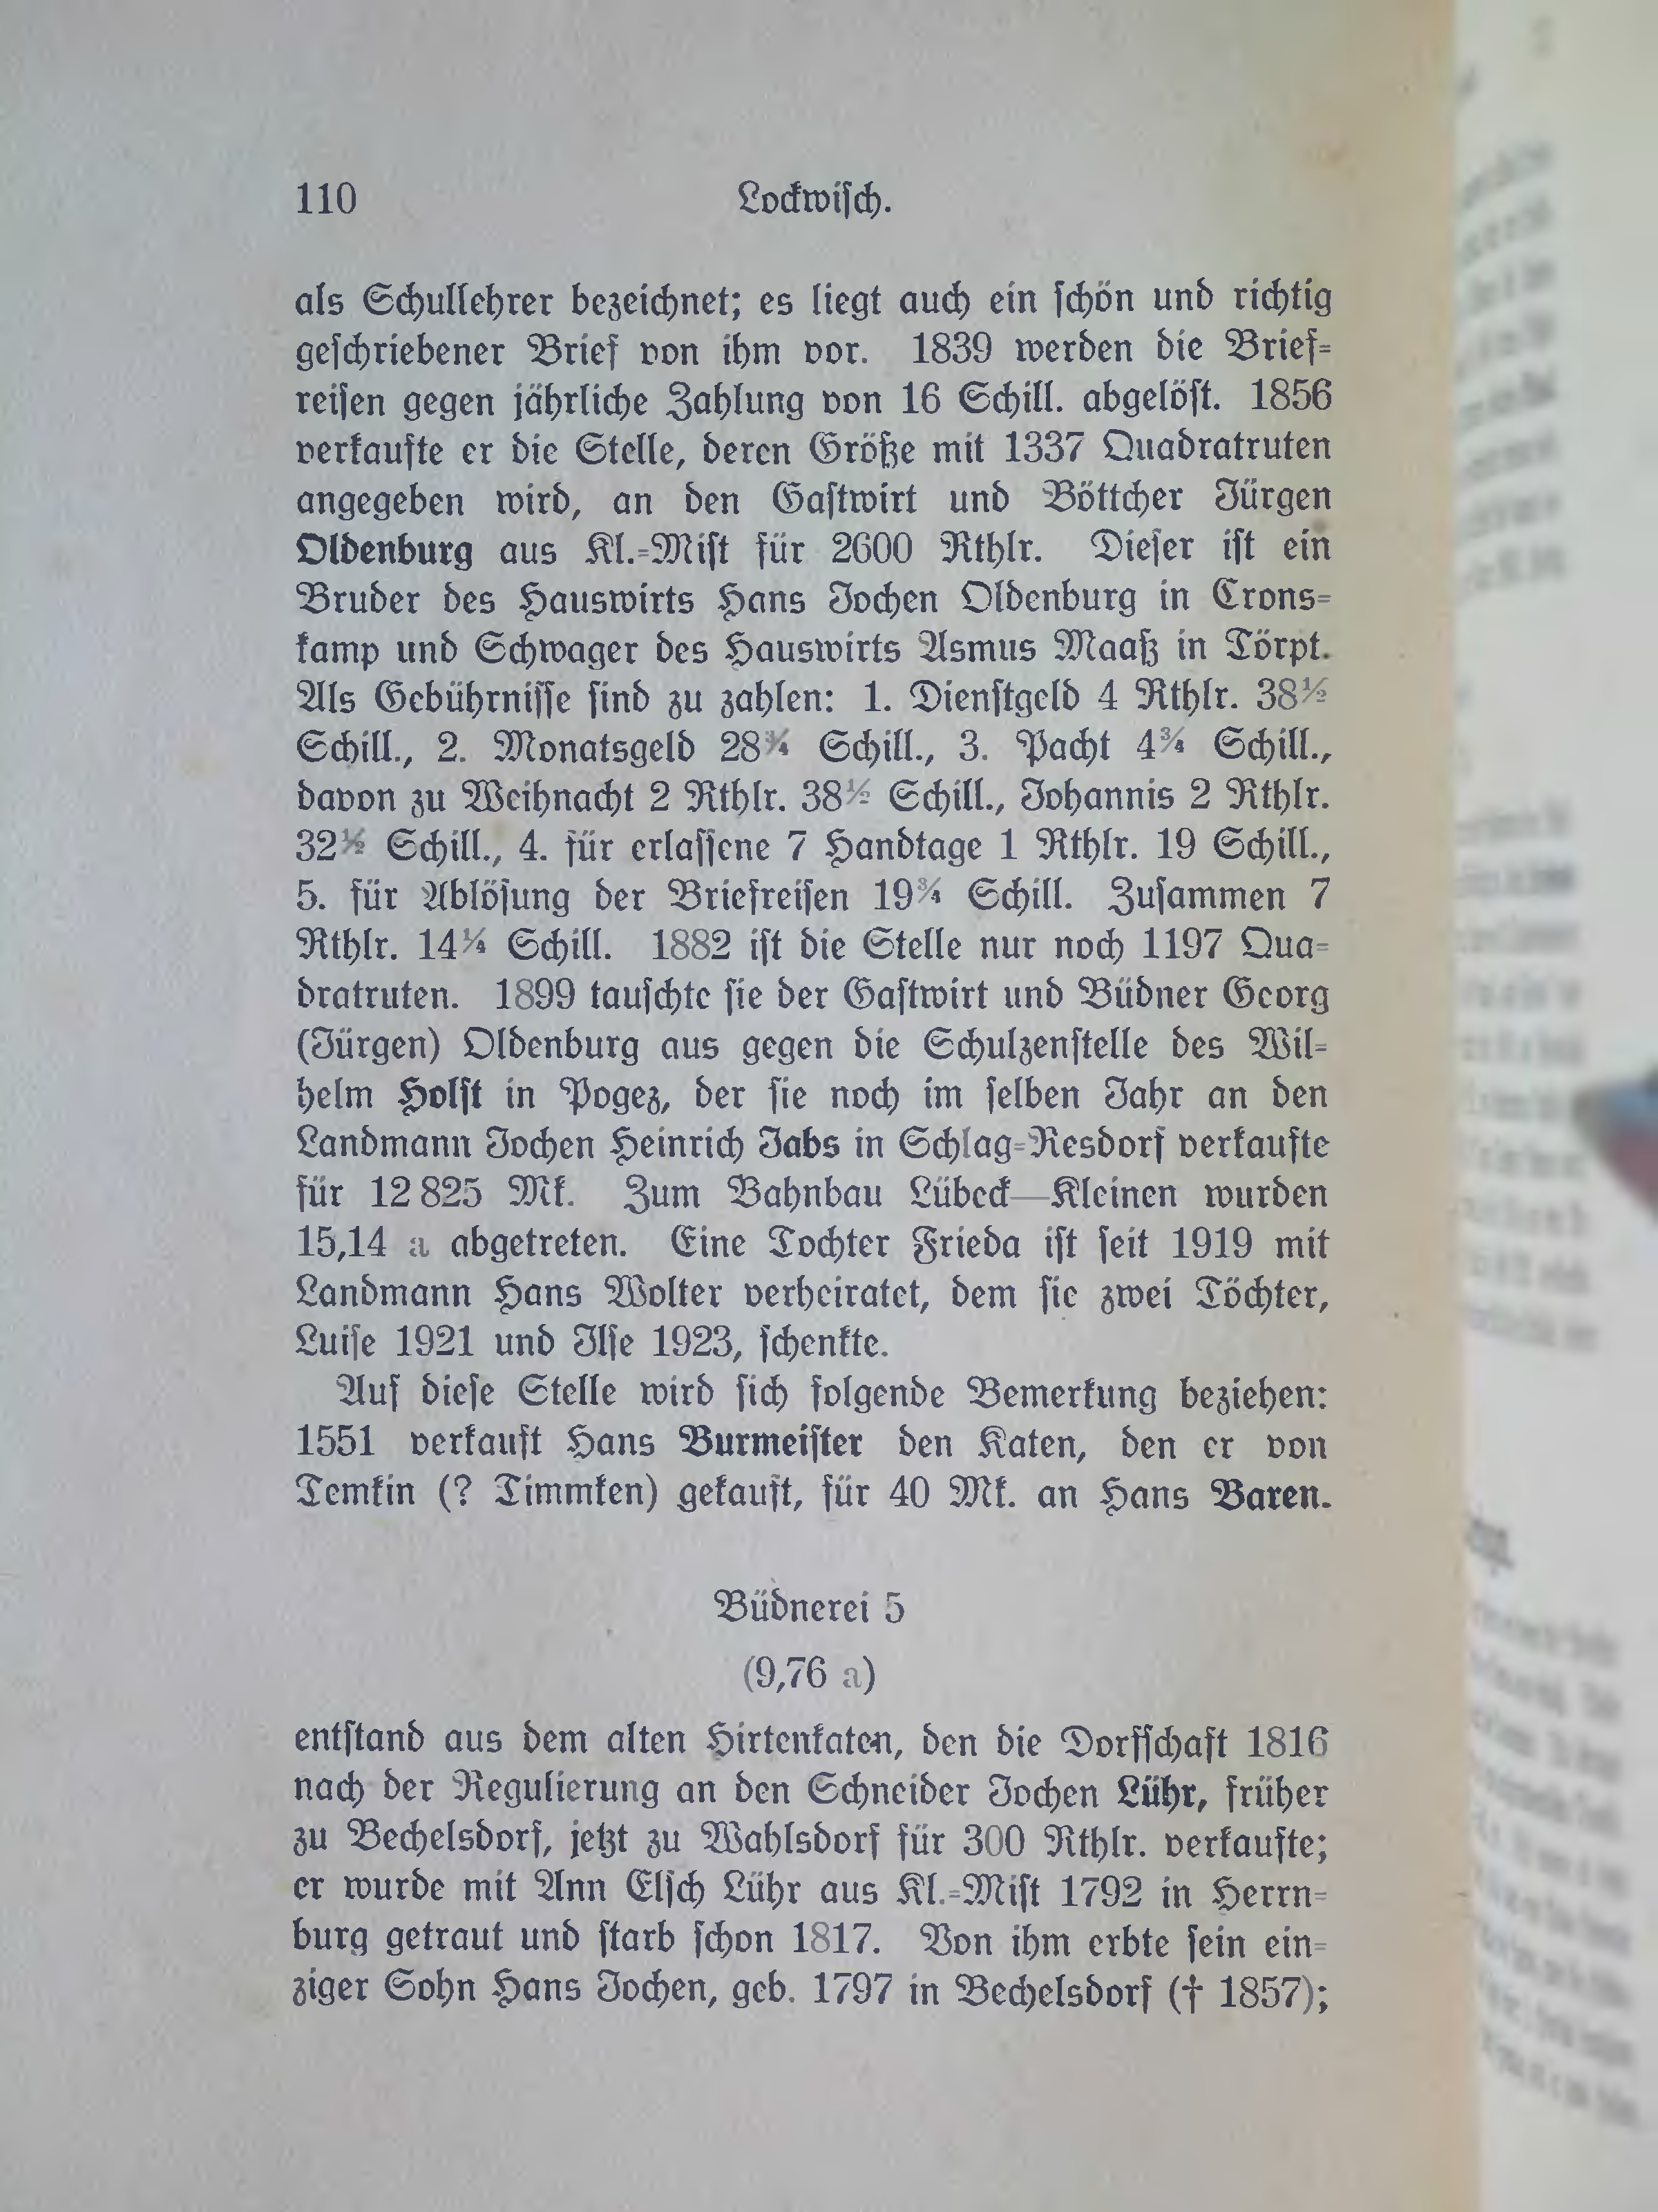 110 Lockwisch.
als Schullehrer bezeichnet; es liegt auch ein schön und richtig
geschriebener Brief von ihm vor. 1839 werden die Brief-
reisen gegen jährliche Zahlung von 16 Schill. abgelöst. 1856
verkaufte er die Stelle, deren Größe mit 1337 Quadratruten
angegeben wird, an den Gastwirt und Böttcher Jürgen
Oldenburg aus Kl.-Mist für 2600 Rthlr. Dieser ist ein
Bruder des Hauswirts Hans Jochen Oldenburg in Crons-
kamp und Schwager des Hauswirts Asmus Maaß in Törpt.
Als Gebührnisse sind zu zahlen: 1. Dienstgeld 4 Rthlr. 38½
Schill., 2. Monatsgeld 28¾ Schill., 3. Pacht 4¾ Schill.,
davon zu Weihnacht 2 Rthlr. 38½ Schill., Johannis 2 Rthlr.
32½ Schill., 4. für erlassene 7 Handtage 1 Rthlr. 19 Schill.,
5. für Ablösung der Briefreisen 19¾ Schill. Zusammen 7
Rthlr. 14¼ Schill. 1882 ist die Stelle nur noch 1197 Qua-
dratruten. 1899 tauschte sie der Gastwirt und Büdner Georg
(Jürgen) Oldenburg aus gegen die Schulzenstelle des Wil-
helm Holst in Pogez, der sie noch im selben Jahr an den
Landmann Jochen Heinrich Jabs in Schlag-Resdorf verkaufte
für 12 825 Mk. Zum Bahnbau Lübeck—Kleinen wurden
15,14 a abgetreten. Eine Tochter Frieda ist seit 1919 mit
Landmann Hans Wolter verheiratet, dem sie zwei Töchter,
Luise 1921 und Ilse 1923, schenkte.
Auf diese Stelle wird sich folgende Bemerkung beziehen:
1551 verkauft Hans Burmeister den Katen, den er von
Temkin (? Timmken) gekauft, für 40 Mk. an Hans Baren.
Büdnerei 5
(9,76 a)
entstand aus dem alten Hirtenkaten, den die Dorfschaft 1816
nach der Regulierung an den Schneider Jochen Lühr, früher
zu Bechelsdorf, jetzt zu Wahlsdorf für 300 Rthlr. verkaufte;
er wurde mit Ann Elsch Lühr aus Kl.-Mist 1792 in Herrn-
burg getraut und starb schon 1817. Von ihm erbte sein ein-
ziger Sohn Hans Jochen, geb. 1797 in Bechelsdorf († 1857);